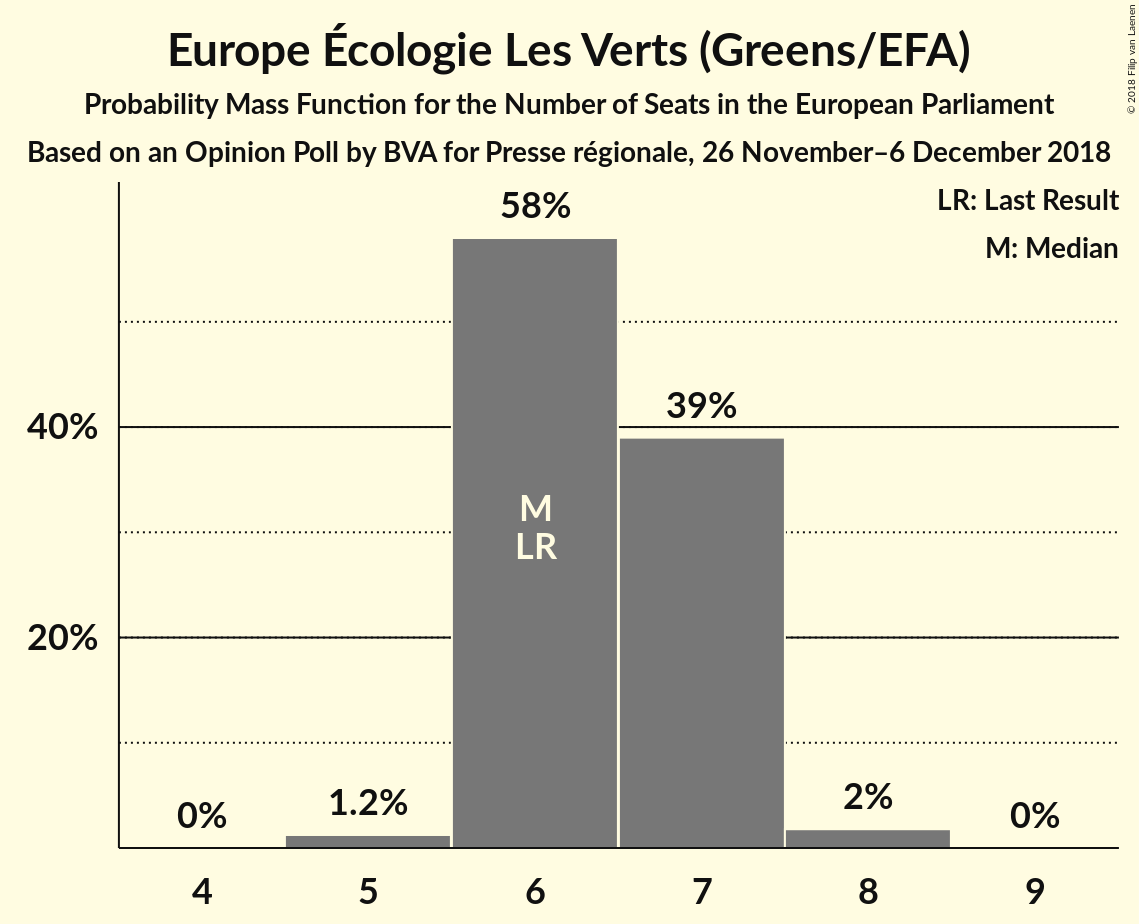 Europe Écologie Les Verts (Greens/EFA)
Probability Mass Function for the Number of Seats in the European Parliament
Based on an Opinion Poll by BVA for Presse régionale, 26 November–6 December 2018
© 2018 Filip van Laenen
LR: Last Result
M: Median
58%
39%
40%
M
LR
20%
0%
1.2%
2%
0%
4 5 6 7 8 9